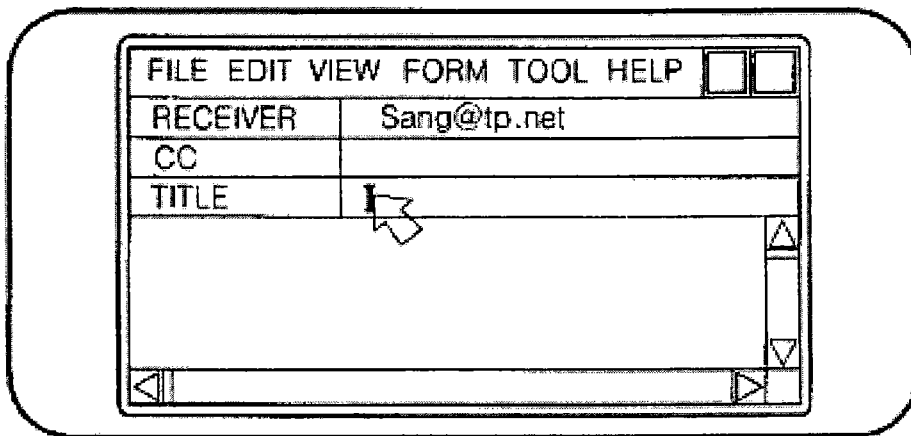 FILE EDIT VIEW FORM TOOL HELP
RECEIVER Sang@tp.net
CC
TITLE